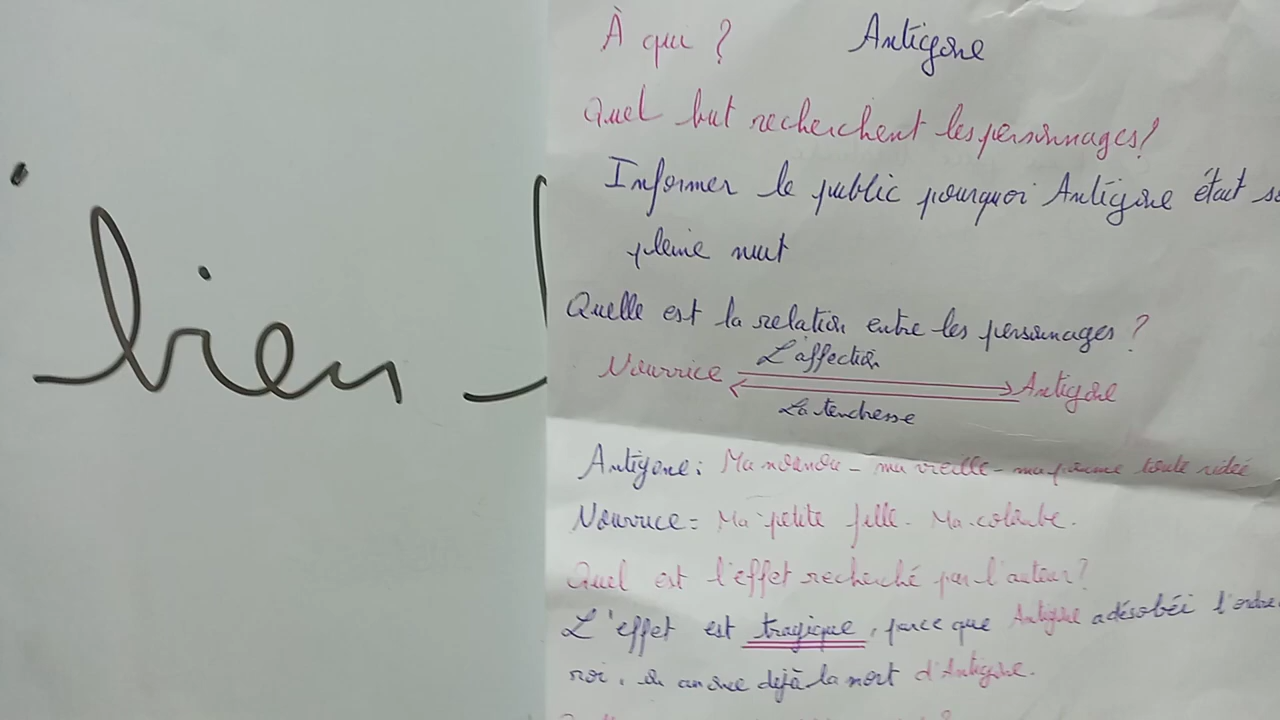 bien
À qui ? Antigone
Quel but recherchent les personnages?
Informer le public pourquoi Antigone était
pleine nuit
Quelle est la relation entre les personnages ?
L'affection
Nourrice Antigone
La tendresse
Antigone : Ma nounou - ma vieille - ma pomme toute ridée
Nourrice = Ma petite fille - Ma colombe.
Quel est l'effet recherché par l'auteur?
L'effet est tragique, parce que Antigone a désobéi l'ordre
roi, déjà la mort d'Antigone.